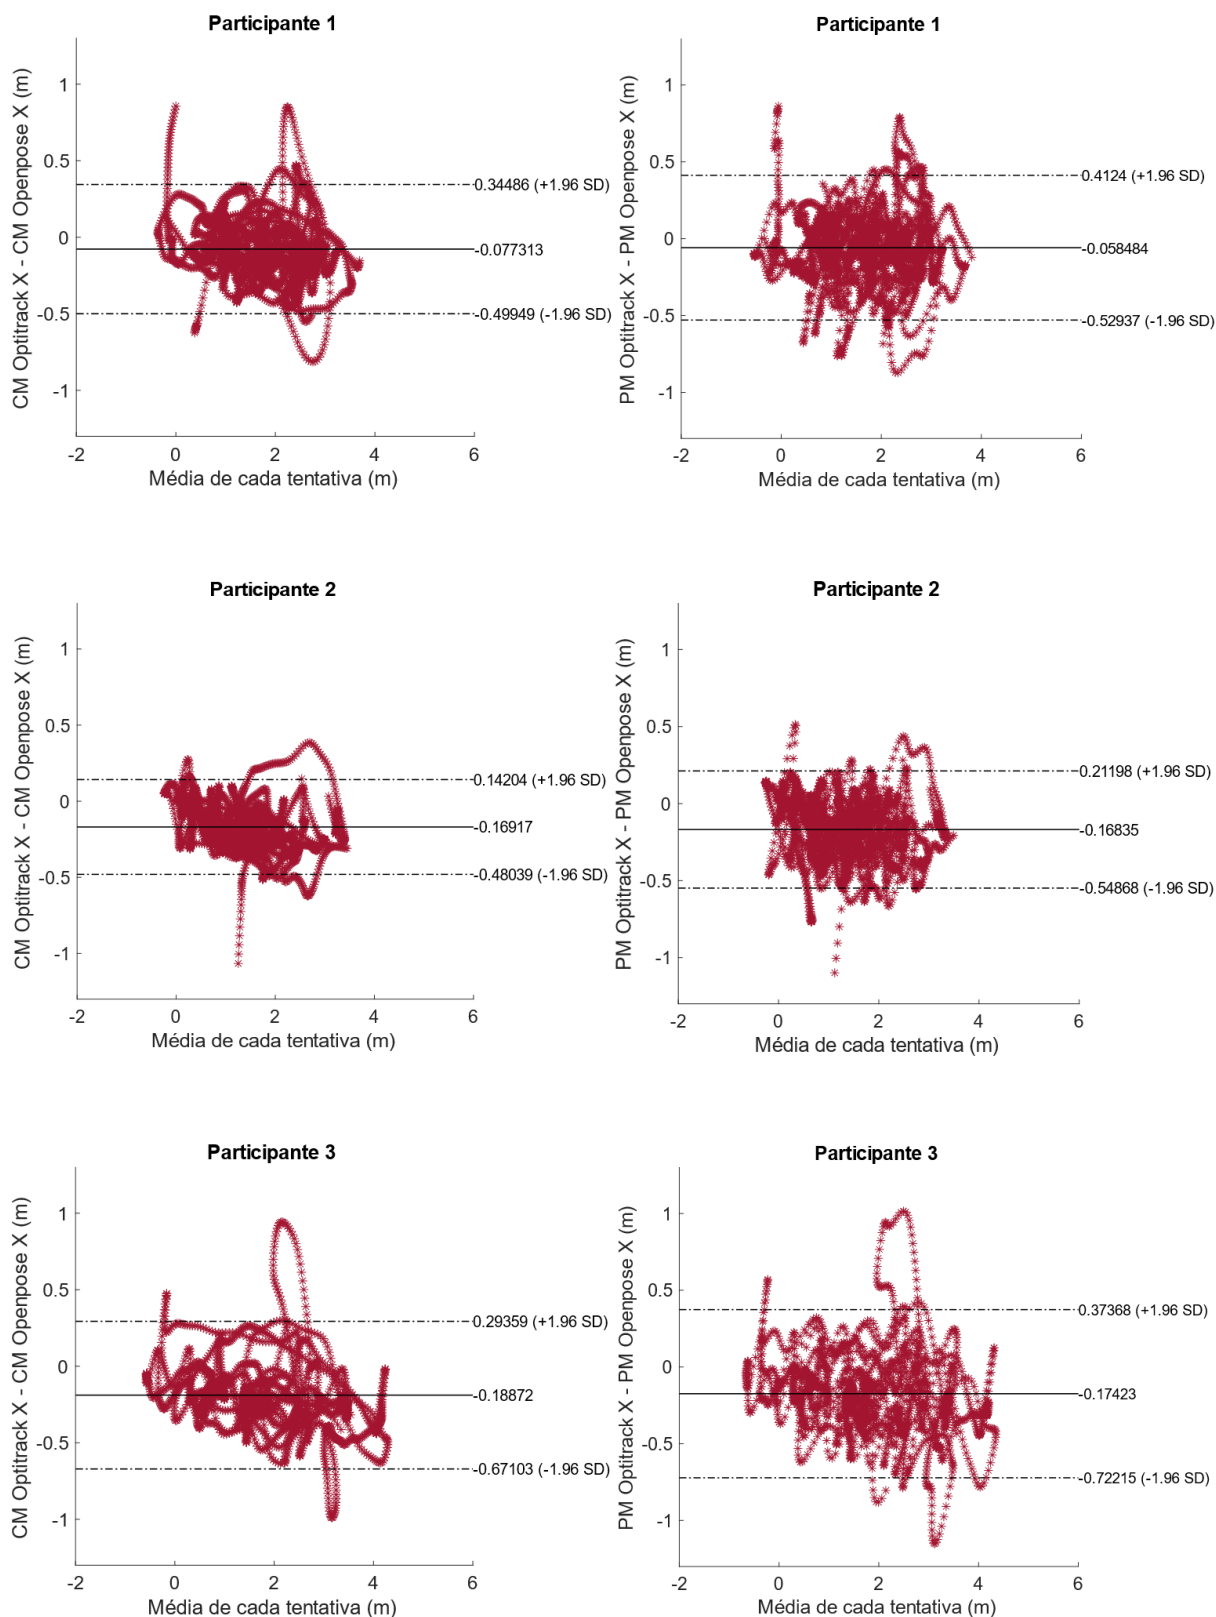 Participante 1
CM Optitrack X - CM Openpose X (m)
1
0.5
0
-0.5
-1
0.34486 (+1.96 SD)
-0.077313
-0.49949 (-1.96 SD)
-2 0 2 4 6
Média de cada tentativa (m)
Participante 1
PM Optitrack X - PM Openpose X (m)
1
0.5
0
-0.5
-1
0.4124 (+1.96 SD)
-0.058484
-0.52937 (-1.96 SD)
-2 0 2 4 6
Média de cada tentativa (m)
Participante 2
CM Optitrack X - CM Openpose X (m)
1
0.5
0
-0.5
-1
0.14204 (+1.96 SD)
-0.16917
-0.48039 (-1.96 SD)
-2 0 2 4 6
Média de cada tentativa (m)
Participante 2
PM Optitrack X - PM Openpose X (m)
1
0.5
0
-0.5
-1
0.21198 (+1.96 SD)
-0.16835
-0.54868 (-1.96 SD)
-2 0 2 4 6
Média de cada tentativa (m)
Participante 3
CM Optitrack X - CM Openpose X (m)
1
0.5
0
-0.5
-1
0.29359 (+1.96 SD)
-0.18872
-0.67103 (-1.96 SD)
-2 0 2 4 6
Média de cada tentativa (m)
Participante 3
PM Optitrack X - PM Openpose X (m)
1
0.5
0
-0.5
-1
0.37368 (+1.96 SD)
-0.17423
-0.72215 (-1.96 SD)
-2 0 2 4 6
Média de cada tentativa (m)